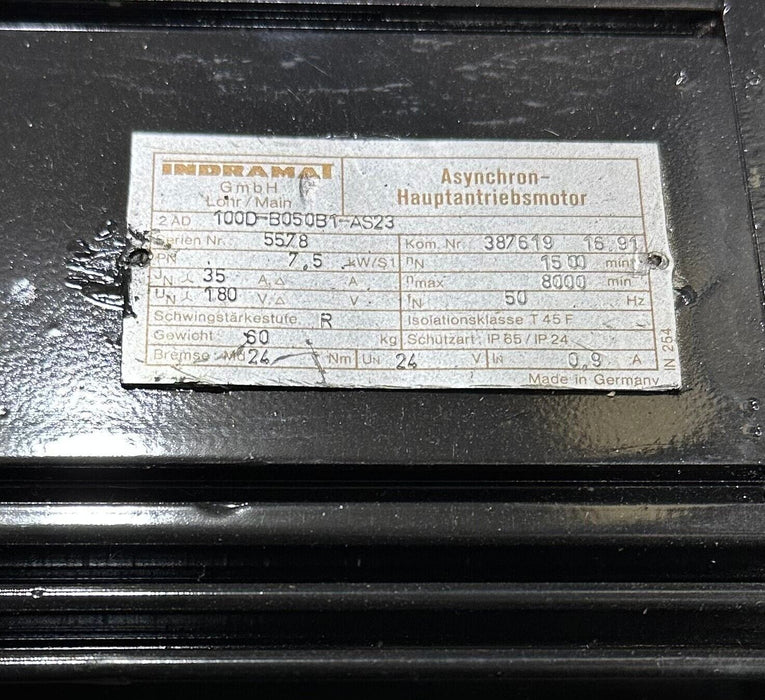 INDRAMAT
GmbH
Lohr/Main
Asynchron-
Hauptantriebsmotor
2 AD 100D-B050B1-AS23
Serien Nr. 5578 Kom. Nr. 387619 16.91
PN 7,5 kW/S1 nN 1500 min
IN ⅄ 35 A, △ A nmax 8000 min
UN ⅄ 180 V, △ V fN 50 Hz
Schwingstärkestufe R Isolationsklasse T 45 F
Gewicht 60 kg Schutzart IP 65 / IP 24
Bremse Mb 24 Nm UN 24 V IN 0,9 A
Made in Germany
N 254